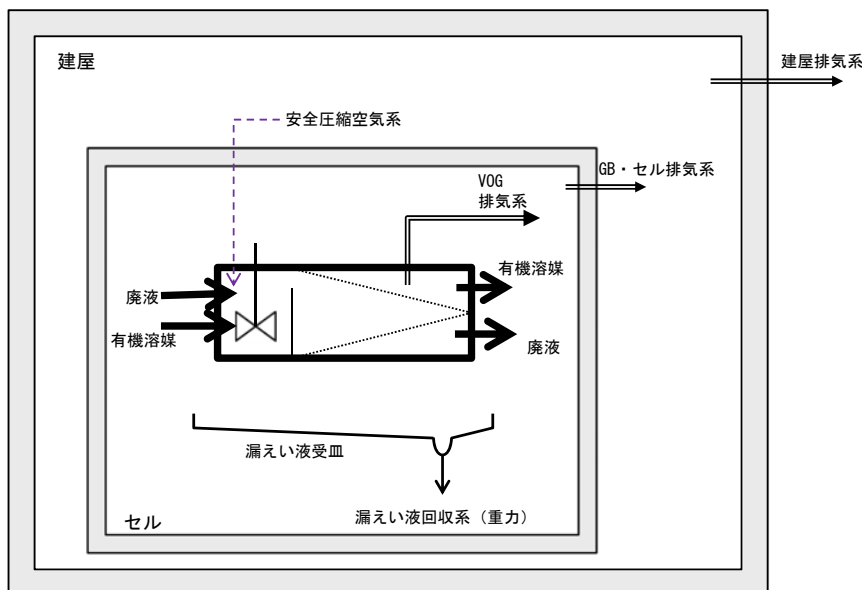 建屋
建屋排気系
安全圧縮空気系
GB・セル排気系
VOG
排気系
廃液
有機溶媒
有機溶媒
廃液
漏えい液受皿
セル
漏えい液回収系（重力）